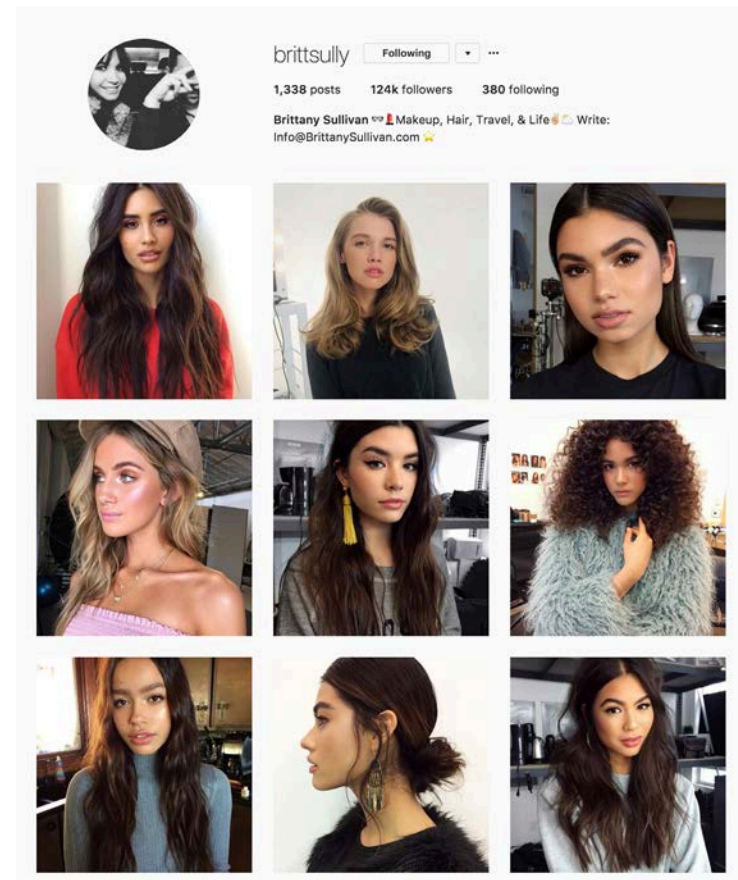 brittsully Following ▼ •••
1,338 posts 124k followers 380 following
Brittany Sullivan 👓💄Makeup, Hair, Travel, & Life✌🏼⛅ Write:
Info@BrittanySullivan.com ⭐